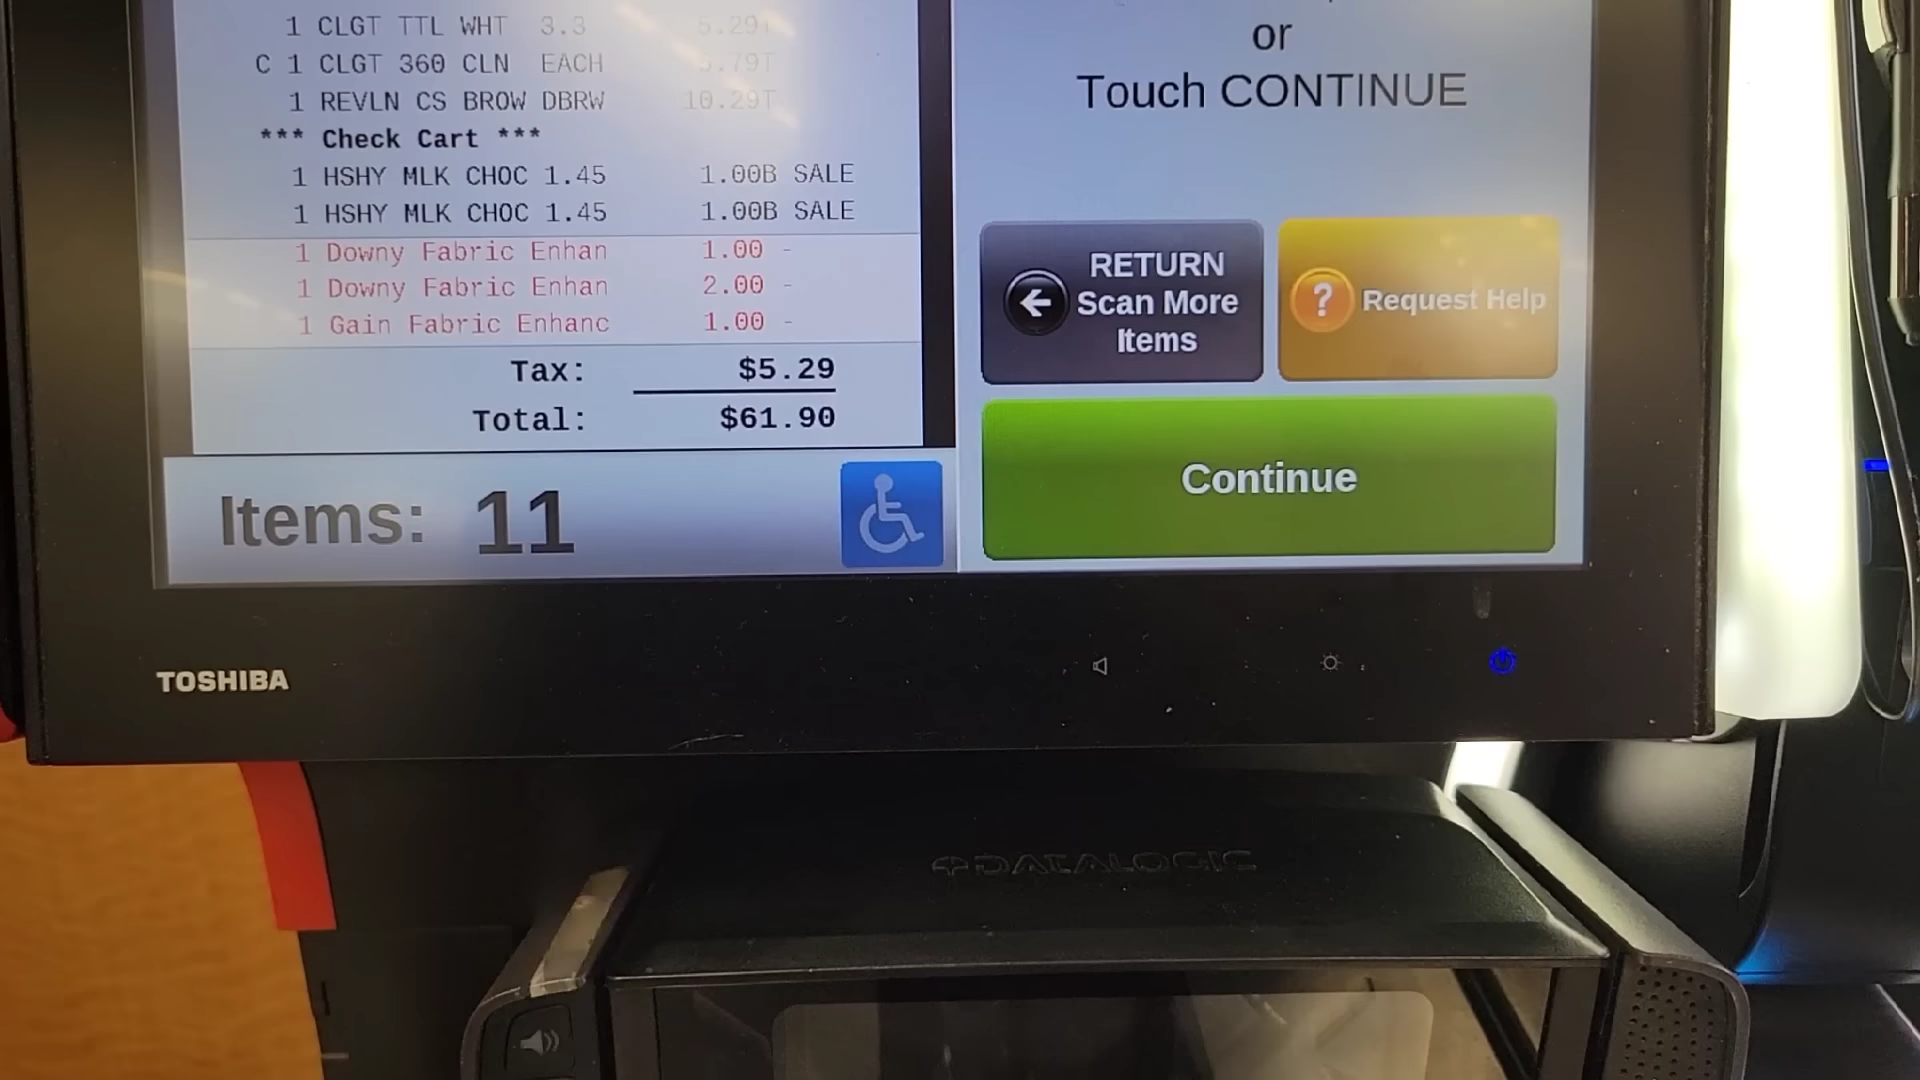 1 CLGT TTL WHT 3.3 5.29T
C 1 CLGT 360 CLN EACH 5.79T
1 REVLN CS BROW DBRW 10.29T
*** Check Cart ***
1 HSHY MLK CHOC 1.45 1.00B SALE
1 HSHY MLK CHOC 1.45 1.00B SALE
1 Downy Fabric Enhan 1.00 -
1 Downy Fabric Enhan 2.00 -
1 Gain Fabric Enhanc 1.00 -
Tax: $5.29
Total: $61.90
Items: 11
or
Touch CONTINUE
RETURN
Scan More
Items
? Request Help
Continue
TOSHIBA
DATALOGIC